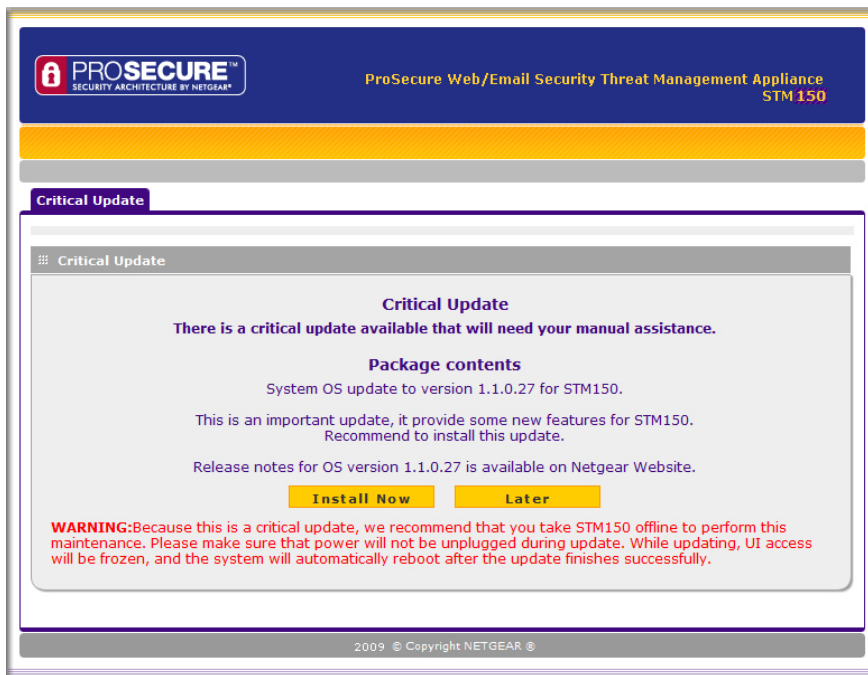 PROSECURE™
SECURITY ARCHITECTURE BY NETGEAR®
ProSecure Web/Email Security Threat Management Appliance
STM 150
Critical Update
Critical Update
Critical Update
There is a critical update available that will need your manual assistance.
Package contents
System OS update to version 1.1.0.27 for STM150.
This is an important update, it provide some new features for STM150.
Recommend to install this update.
Release notes for OS version 1.1.0.27 is available on Netgear Website.
Install Now
Later
WARNING:Because this is a critical update, we recommend that you take STM150 offline to perform this
maintenance. Please make sure that power will not be unplugged during update. While updating, UI access
will be frozen, and the system will automatically reboot after the update finishes successfully.
2009 © Copyright NETGEAR ®